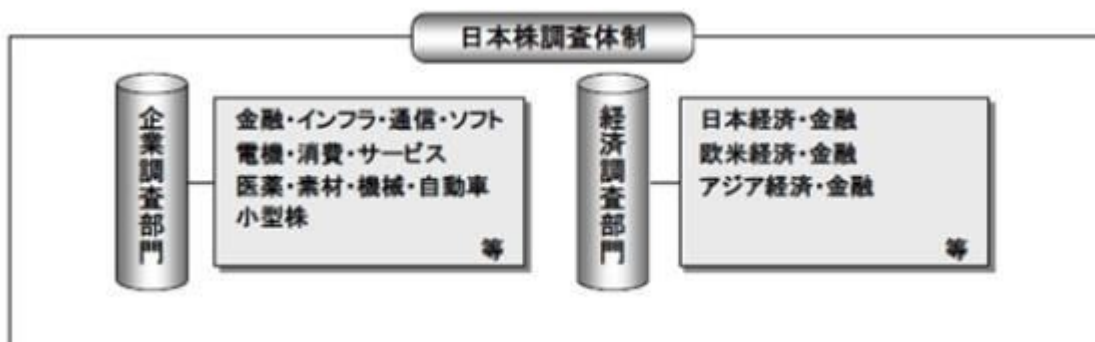 日本株調査体制
企業調査部門
金融・インフラ・通信・ソフト
電機・消費・サービス
医薬・素材・機械・自動車
小型株
等
経済調査部門
日本経済・金融
欧米経済・金融
アジア経済・金融
等